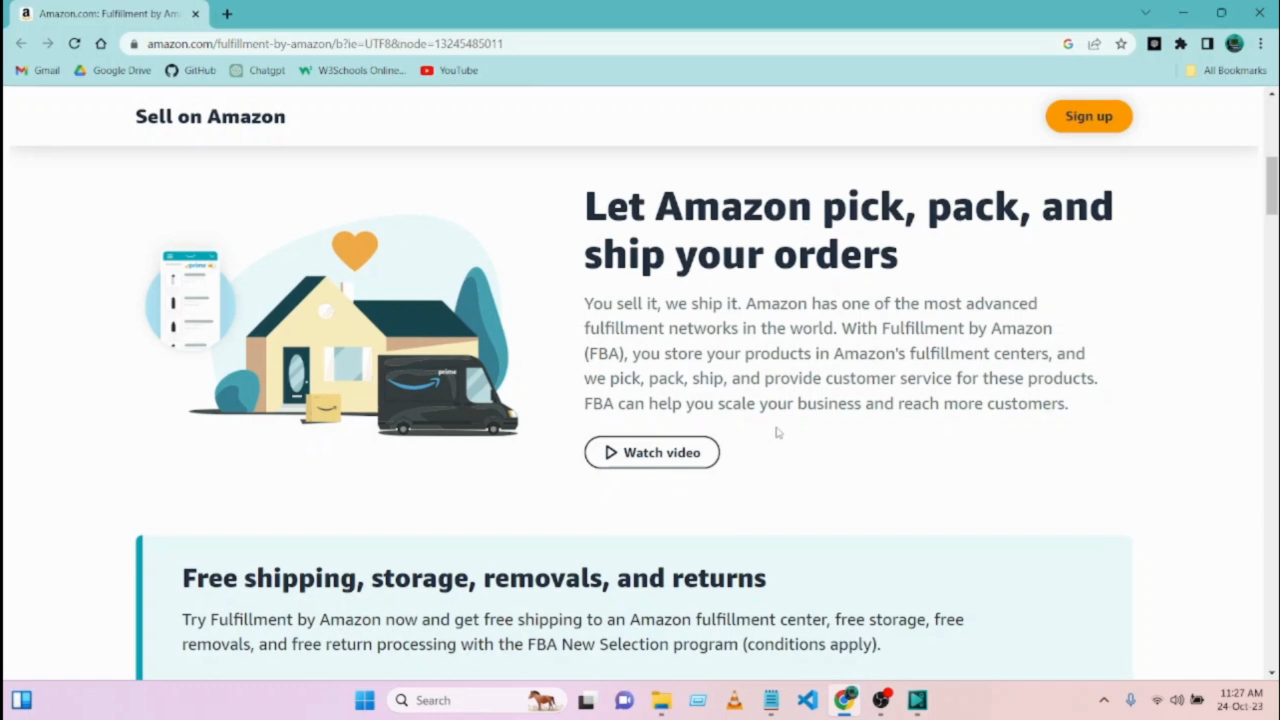 Amazon.com: Fulfillment by Am
amazon.com/fulfillment-by-amazon/b?ie=UTF8&node=13245485011
Gmail
Google Drive
GitHub
Chatgpt
W3Schools Online...
YouTube
All Bookmarks
Sell on Amazon
Sign up
Let Amazon pick, pack, and
ship your orders
You sell it, we ship it. Amazon has one of the most advanced
fulfillment networks in the world. With Fulfillment by Amazon
(FBA), you store your products in Amazon's fulfillment centers, and
we pick, pack, ship, and provide customer service for these products.
FBA can help you scale your business and reach more customers.
Watch video
prime
prime
Free shipping, storage, removals, and returns
Try Fulfillment by Amazon now and get free shipping to an Amazon fulfillment center, free storage, free
removals, and free return processing with the FBA New Selection program (conditions apply).
Search
11:27 AM
24-Oct-23